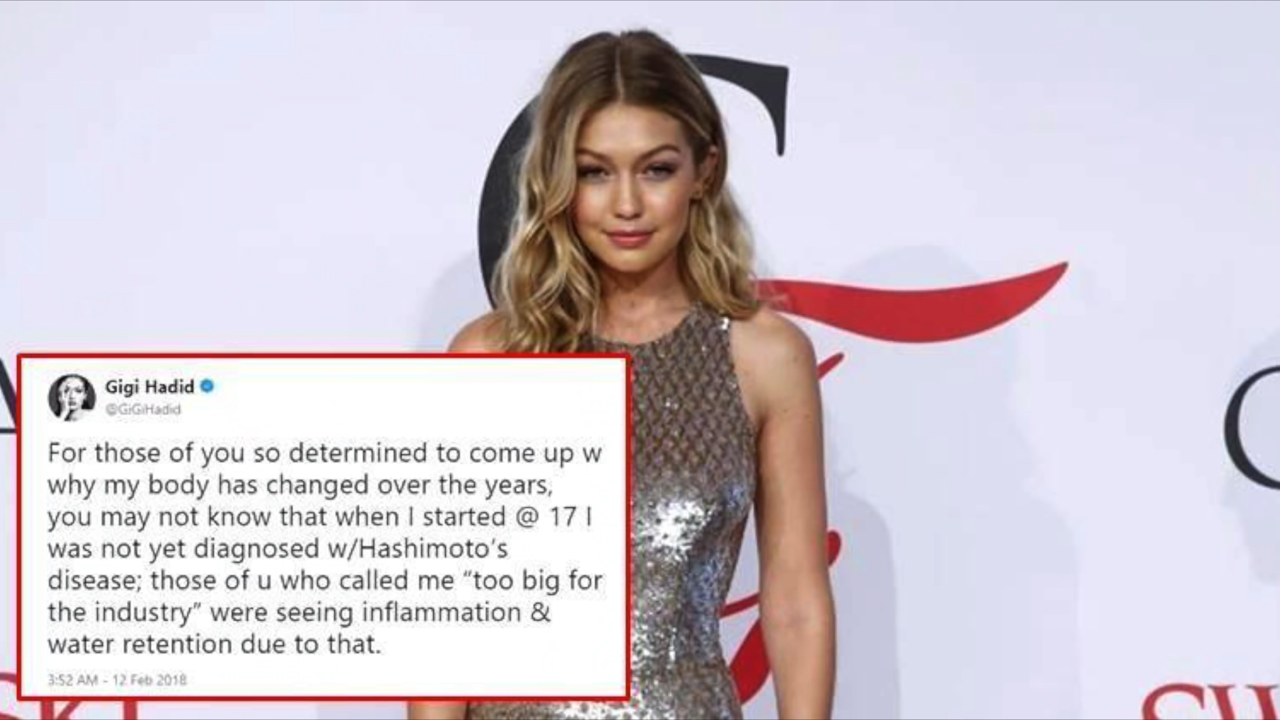 Gigi Hadid
@GiGiHadid
For those of you so determined to come up w
why my body has changed over the years,
you may not know that when I started @ 17 I
was not yet diagnosed w/Hashimoto's
disease; those of u who called me “too big for
the industry” were seeing inflammation &
water retention due to that.
3:52 AM - 12 Feb 2018